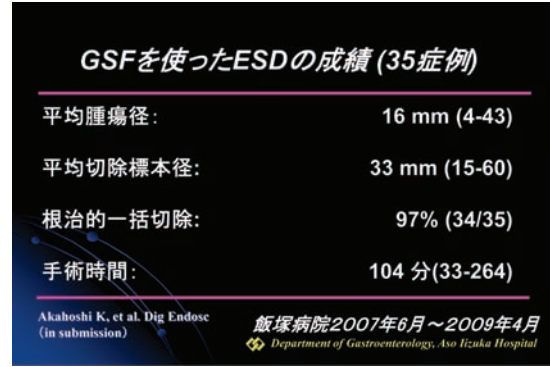 GSFを使ったESDの成績 (35症例)
平均腫瘍径: 16 mm (4-43)
平均切除標本径: 33 mm (15-60)
根治的一括切除: 97% (34/35)
手術時間: 104 分(33-264)
Akahoshi K, et al. Dig Endosc
(in submission)
飯塚病院2007年6月～2009年4月
Department of Gastroenterology, Aso Iizuka Hospital